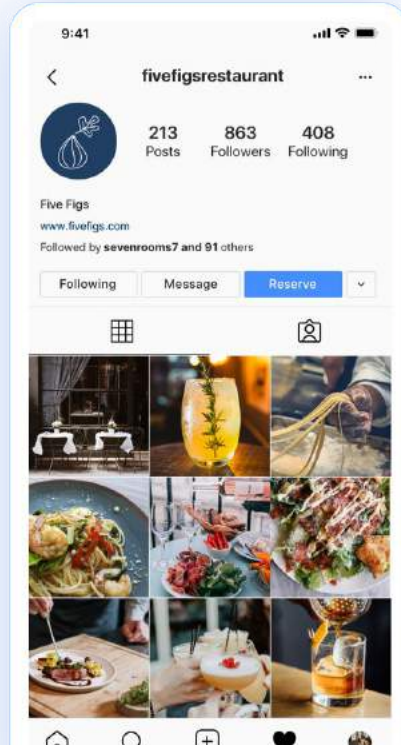 9:41
fivefigsrestaurant
213 863 408
Posts Followers Following
Five Figs
www.fivefigs.com
Followed by sevenrooms7 and 91 others
Following Message Reserve